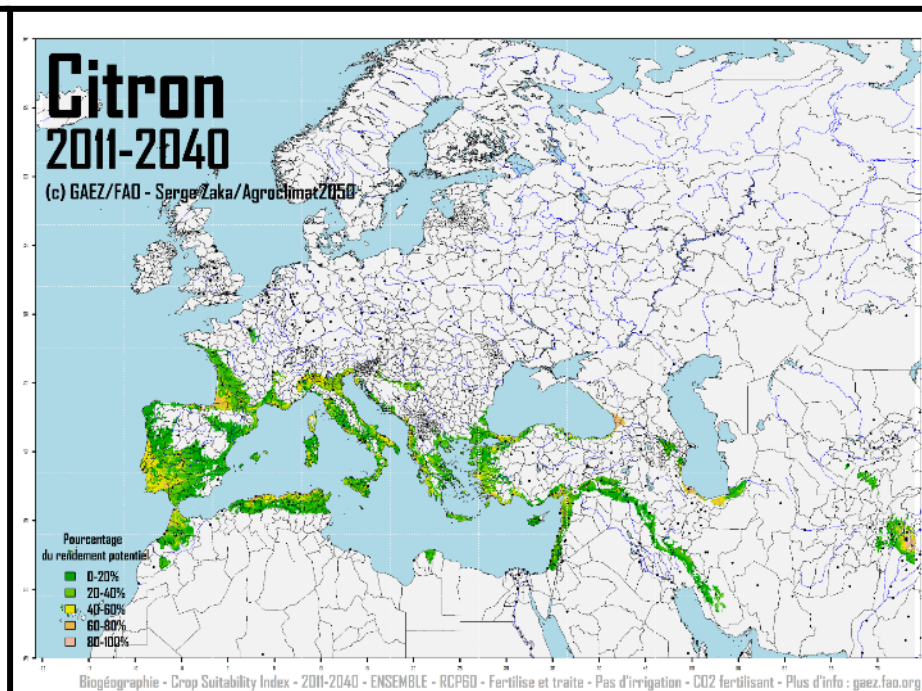 Citron
2011-2040
(c) GAEZ/FAO - Serge Zaka/Agroclimat2050
Pourcentage
du rendement potentiel
0-20%
20-40%
40-60%
60-80%
80-100%
Biogéographie - Crop Suitability Index - 2011-2040 - ENSEMBLE - RCP60 - Fertilise et traite - Pas d'irrigation - CO2 fertilisant - Plus d'info : gaez.fao.org